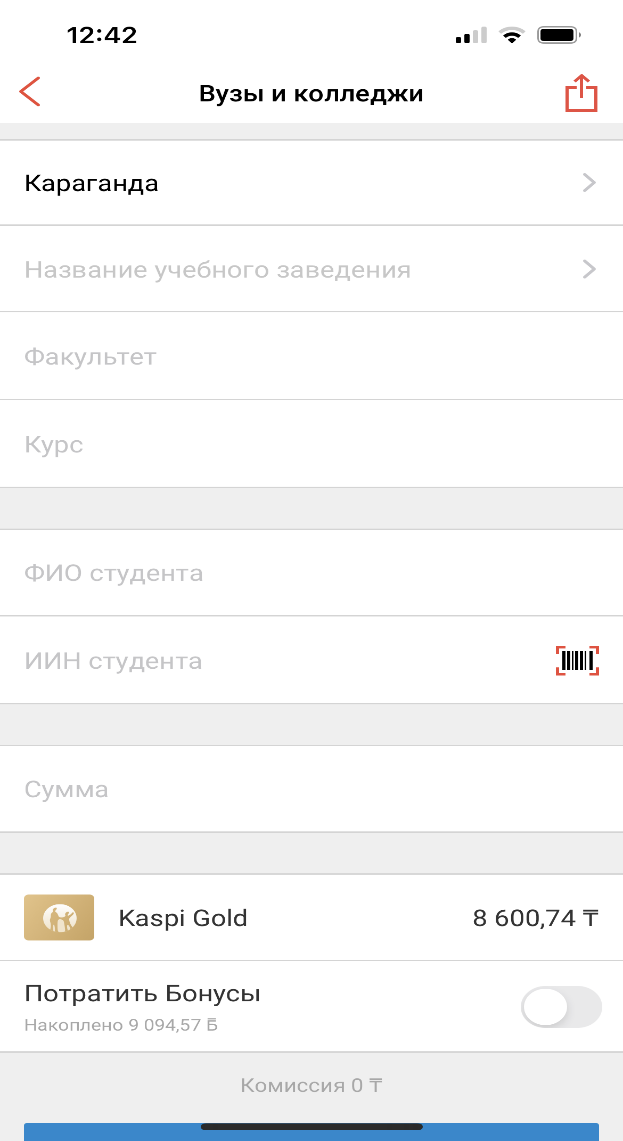 12:42
Вузы и колледжи
Караганда
Название учебного заведения
Факультет
Курс
ФИО студента
ИИН студента
Сумма
Kaspi Gold 8 600,74 ₸
Потратить Бонусы
Накоплено 9 094,57 Б
Комиссия 0 ₸